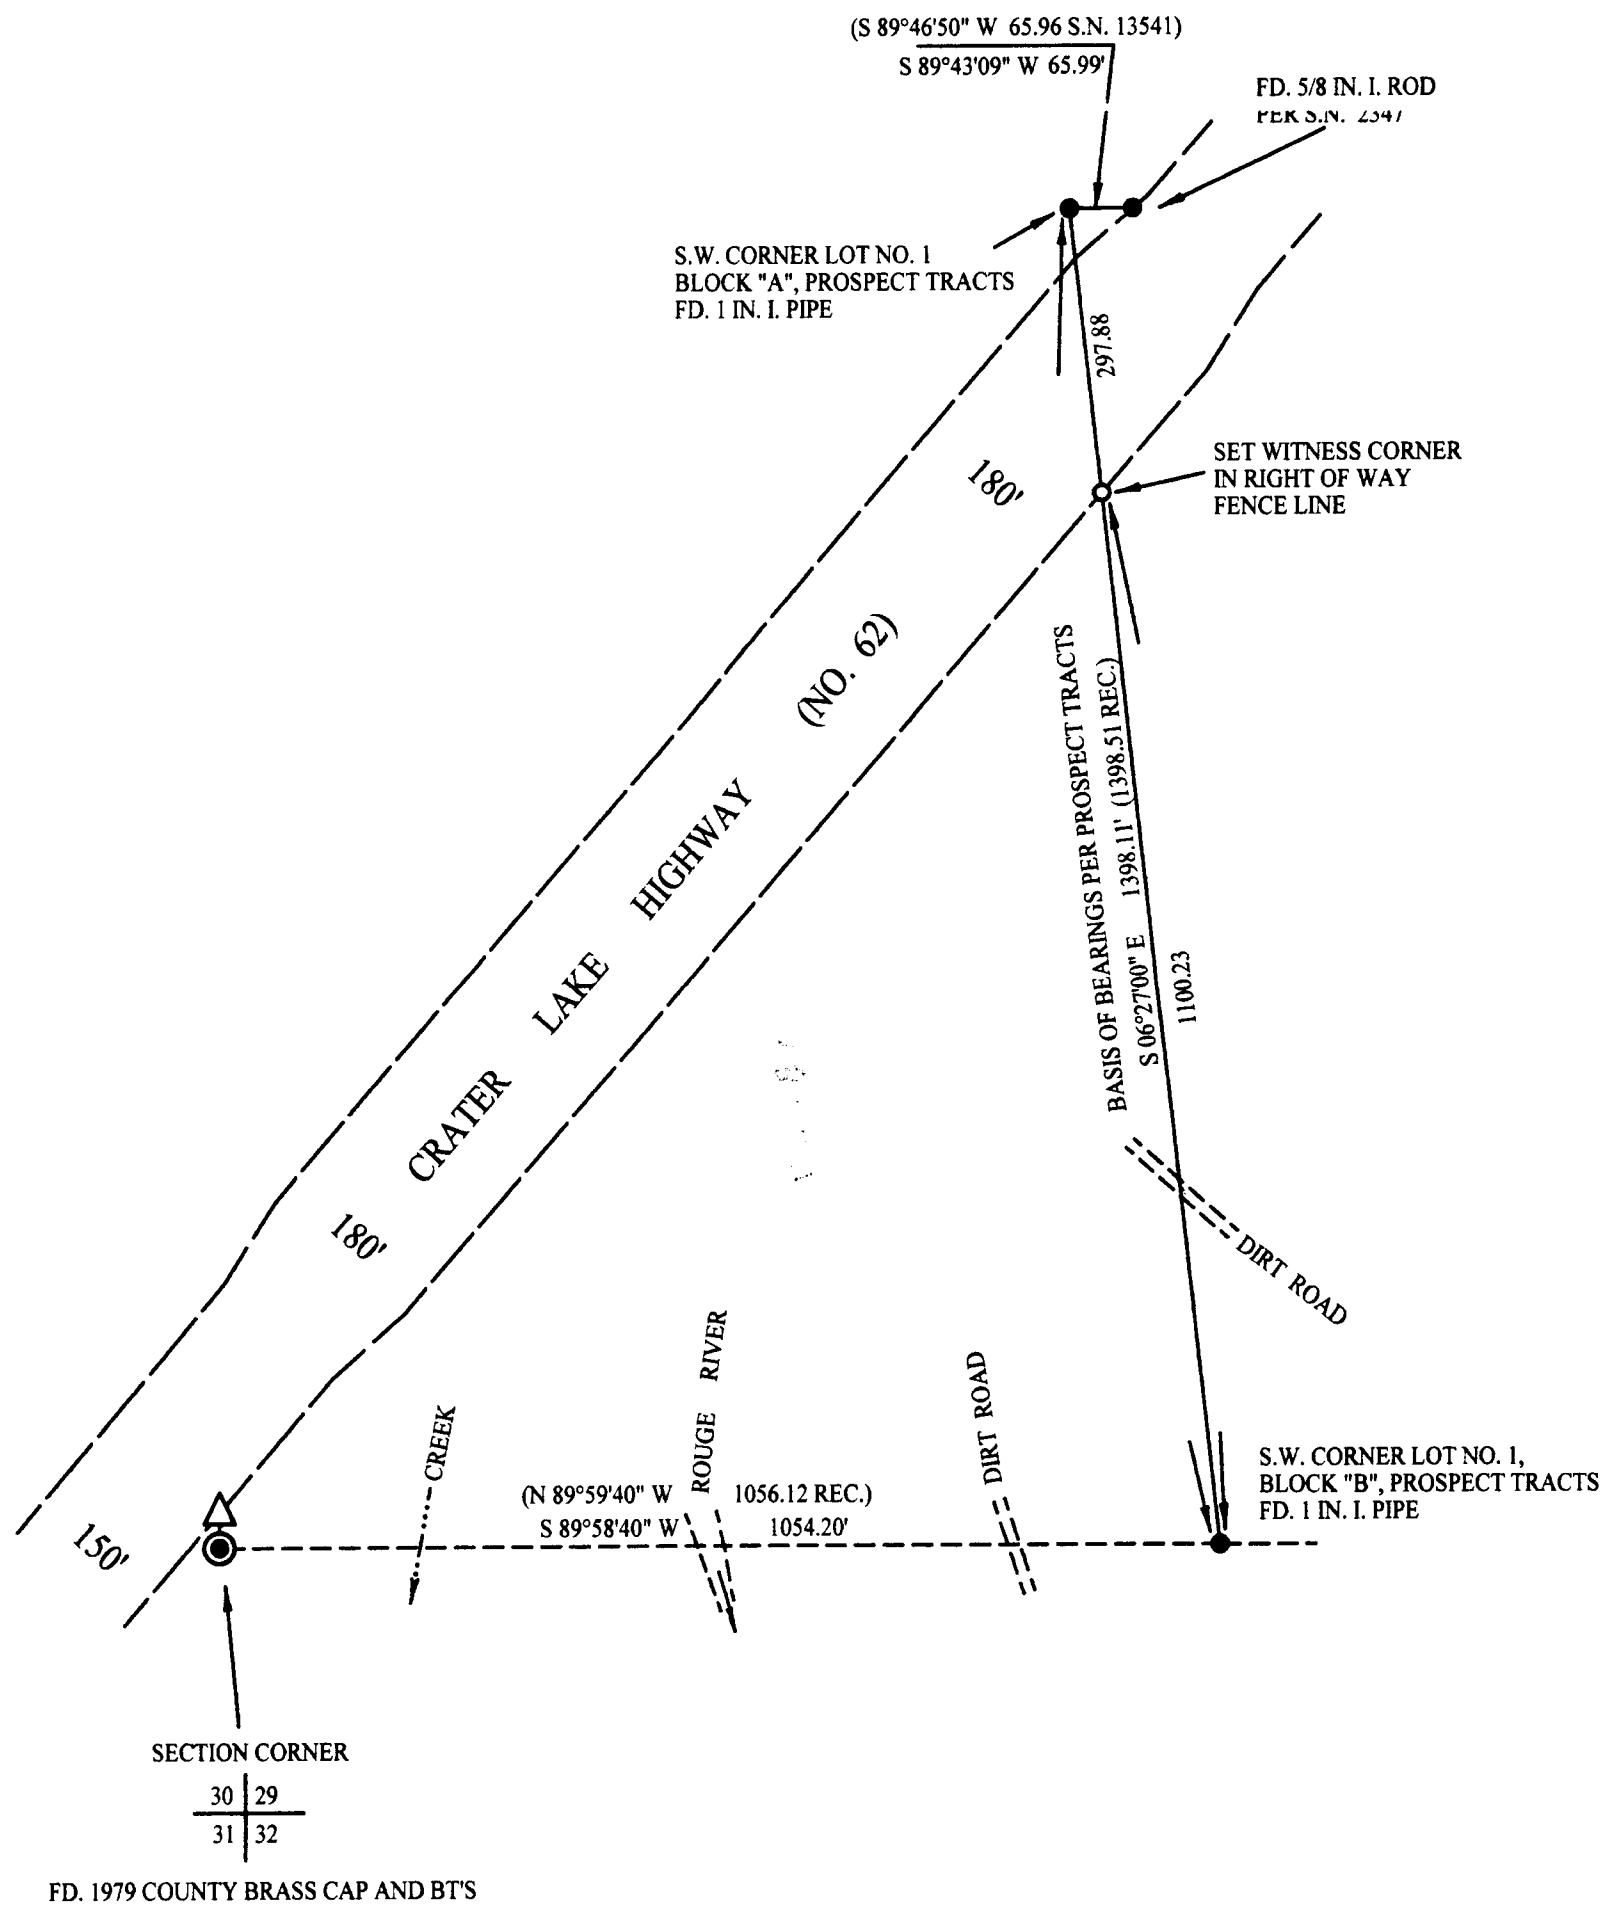 (S 89°46'50" W 65.96 S.N. 13541)
S 89°43'09" W 65.99'
FD. 5/8 IN. I. ROD
PER S.N. 2347
S.W. CORNER LOT NO. 1
BLOCK "A", PROSPECT TRACTS
FD. 1 IN. I. PIPE
297.88
180'
SET WITNESS CORNER
IN RIGHT OF WAY
FENCE LINE
(NO. 62)
CRATER LAKE HIGHWAY
BASIS OF BEARINGS PER PROSPECT TRACTS
S 06°27'00" E 1398.11' (1398.51 REC.)
1100.23
180'
DIRT ROAD
CREEK
ROUGE RIVER
DIRT ROAD
(N 89°59'40" W 1056.12 REC.)
S 89°58'40" W 1054.20'
S.W. CORNER LOT NO. 1,
BLOCK "B", PROSPECT TRACTS
FD. 1 IN. I. PIPE
150'
SECTION CORNER
30 29
31 32
FD. 1979 COUNTY BRASS CAP AND BT'S